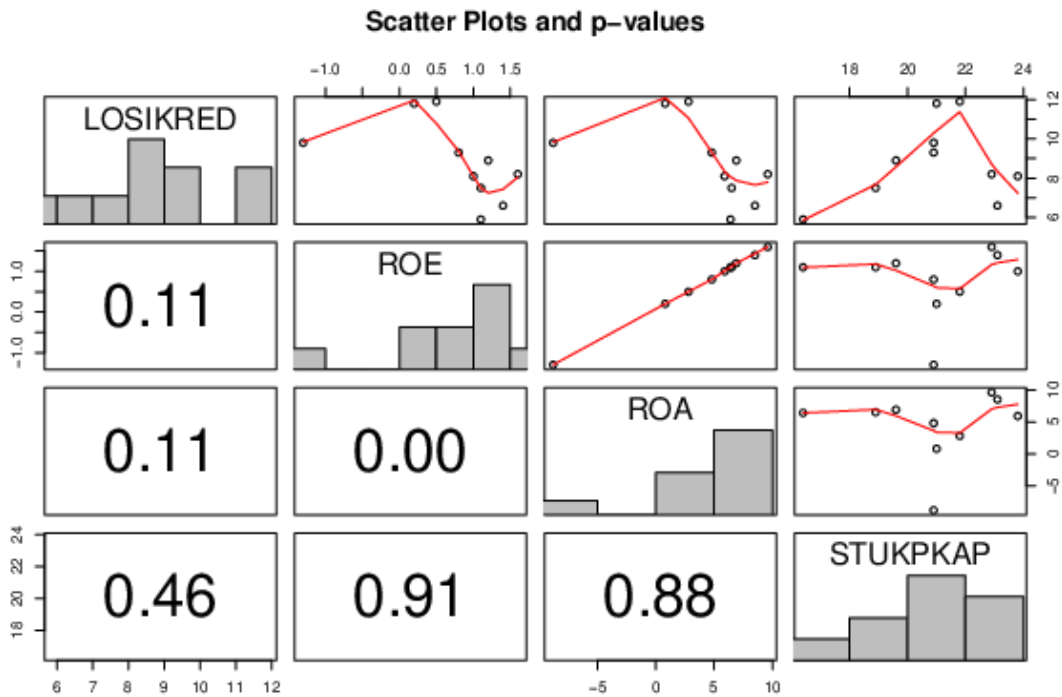 Scatter Plots and p−values
−1.0 0.0 0.5 1.0 1.5
18 20 22 24
LOSIKRED
6 8 10 12
ROE
−1.0 0.0 1.0
0.11
ROA
−5 0 5 10
0.11
0.00
STUKPKAP
18 20 22 24
0.46
0.91
0.88
6 7 8 9 10 11 12
−5 0 5 10